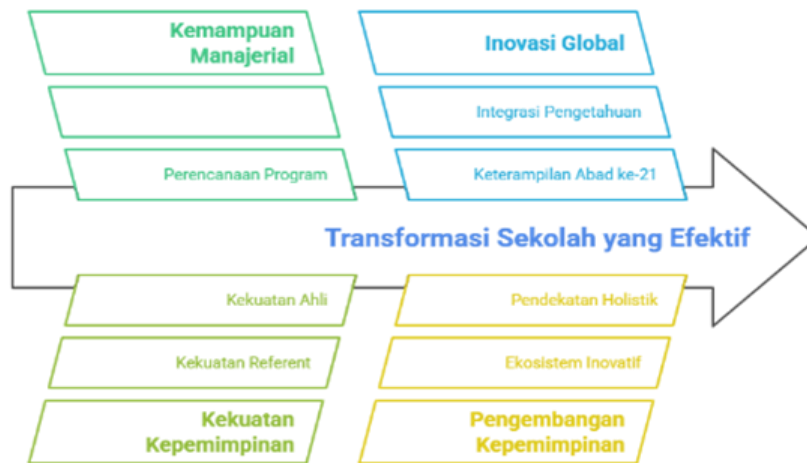 Kemampuan
Manajerial
Inovasi Global
Integrasi Pengetahuan
Perencanaan Program
Keterampilan Abad ke-21
Transformasi Sekolah yang Efektif
Kekuatan Ahli
Pendekatan Holistik
Kekuatan Referent
Ekosistem Inovatif
Kekuatan
Kepemimpinan
Pengembangan
Kepemimpinan